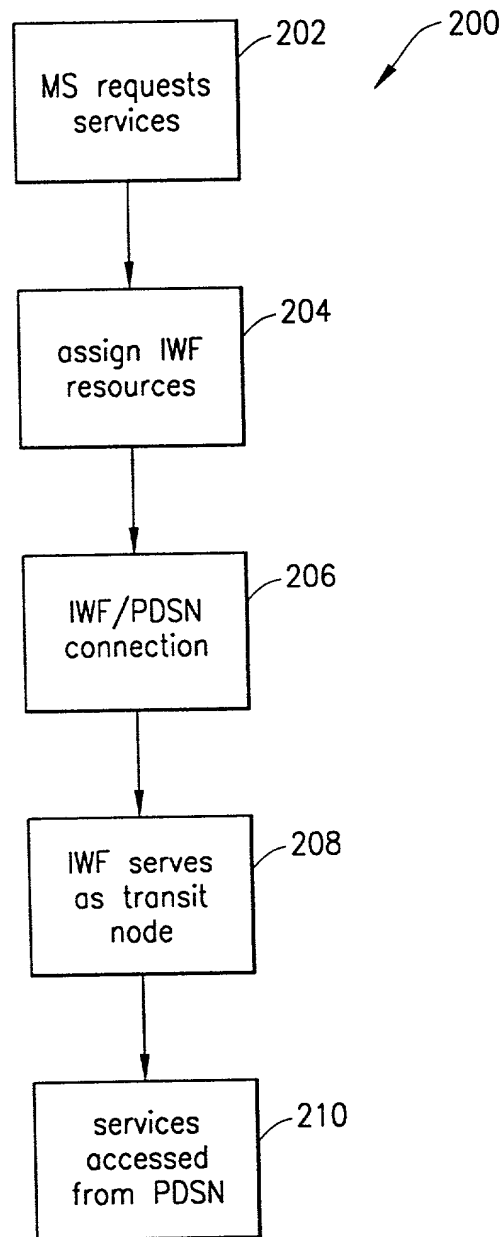 202
200
MS requests
services
204
assign IWF
resources
206
IWF/PDSN
connection
208
IWF serves
as transit
node
210
services
accessed
from PDSN